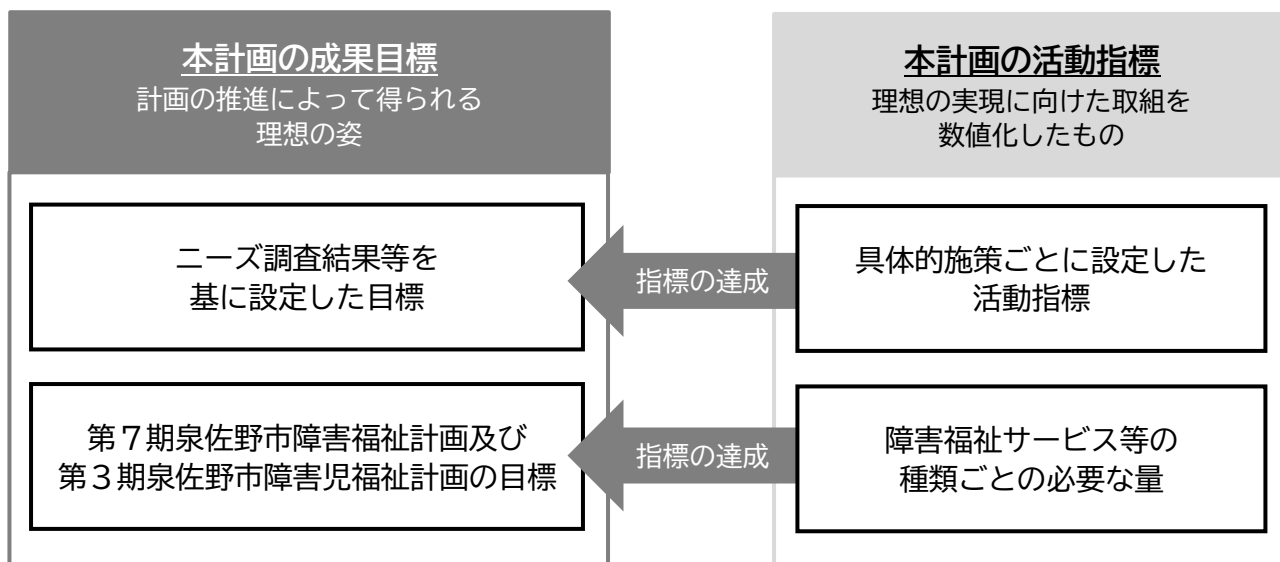 本計画の成果目標
計画の推進によって得られる
理想の姿
本計画の活動指標
理想の実現に向けた取組を
数値化したもの
ニーズ調査結果等を
基に設定した目標
指標の達成
具体的施策ごとに設定した
活動指標
第７期泉佐野市障害福祉計画及び
第３期泉佐野市障害児福祉計画の目標
指標の達成
障害福祉サービス等の
種類ごとの必要な量